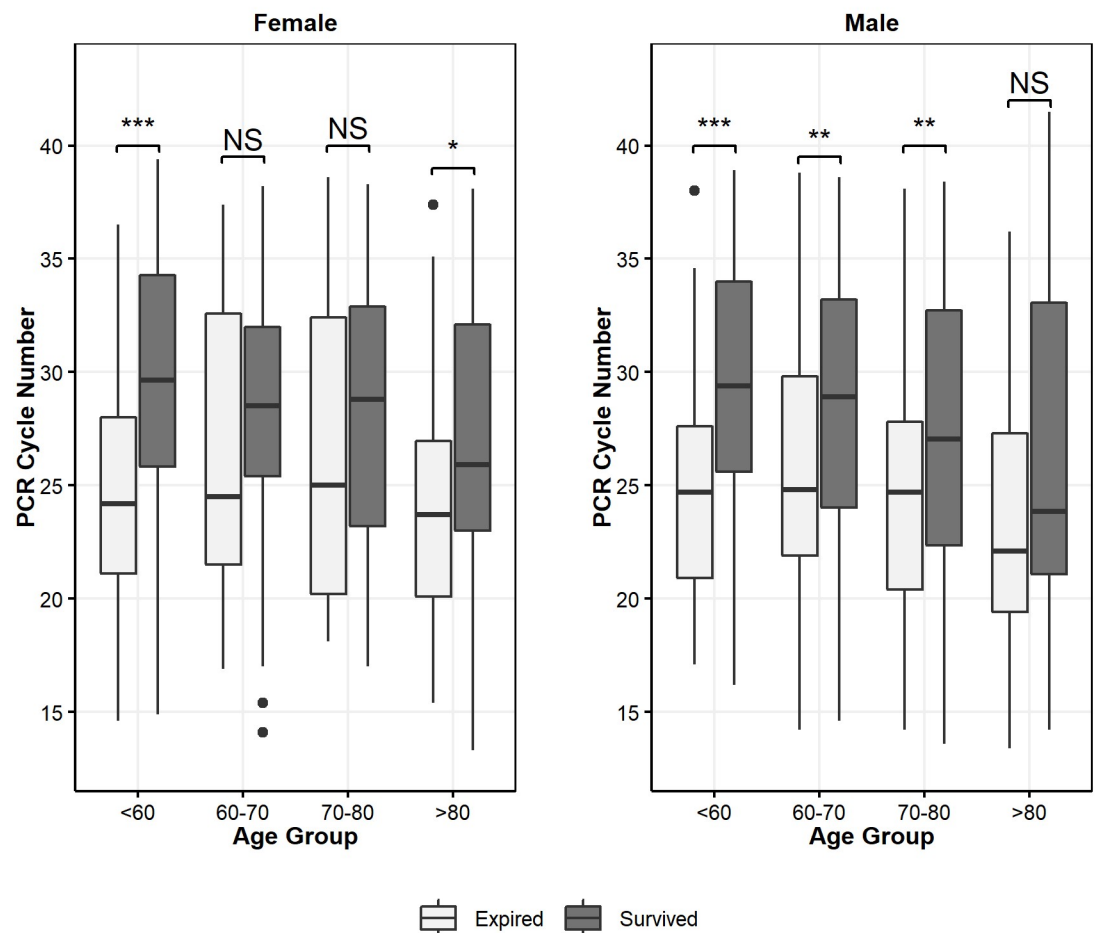 Female
***
NS
NS
*
40
35
30
25
20
15
PCR Cycle Number
<60
60-70
70-80
>80
Age Group
Male
***
**
**
NS
40
35
30
25
20
15
PCR Cycle Number
<60
60-70
70-80
>80
Age Group
Expired
Survived